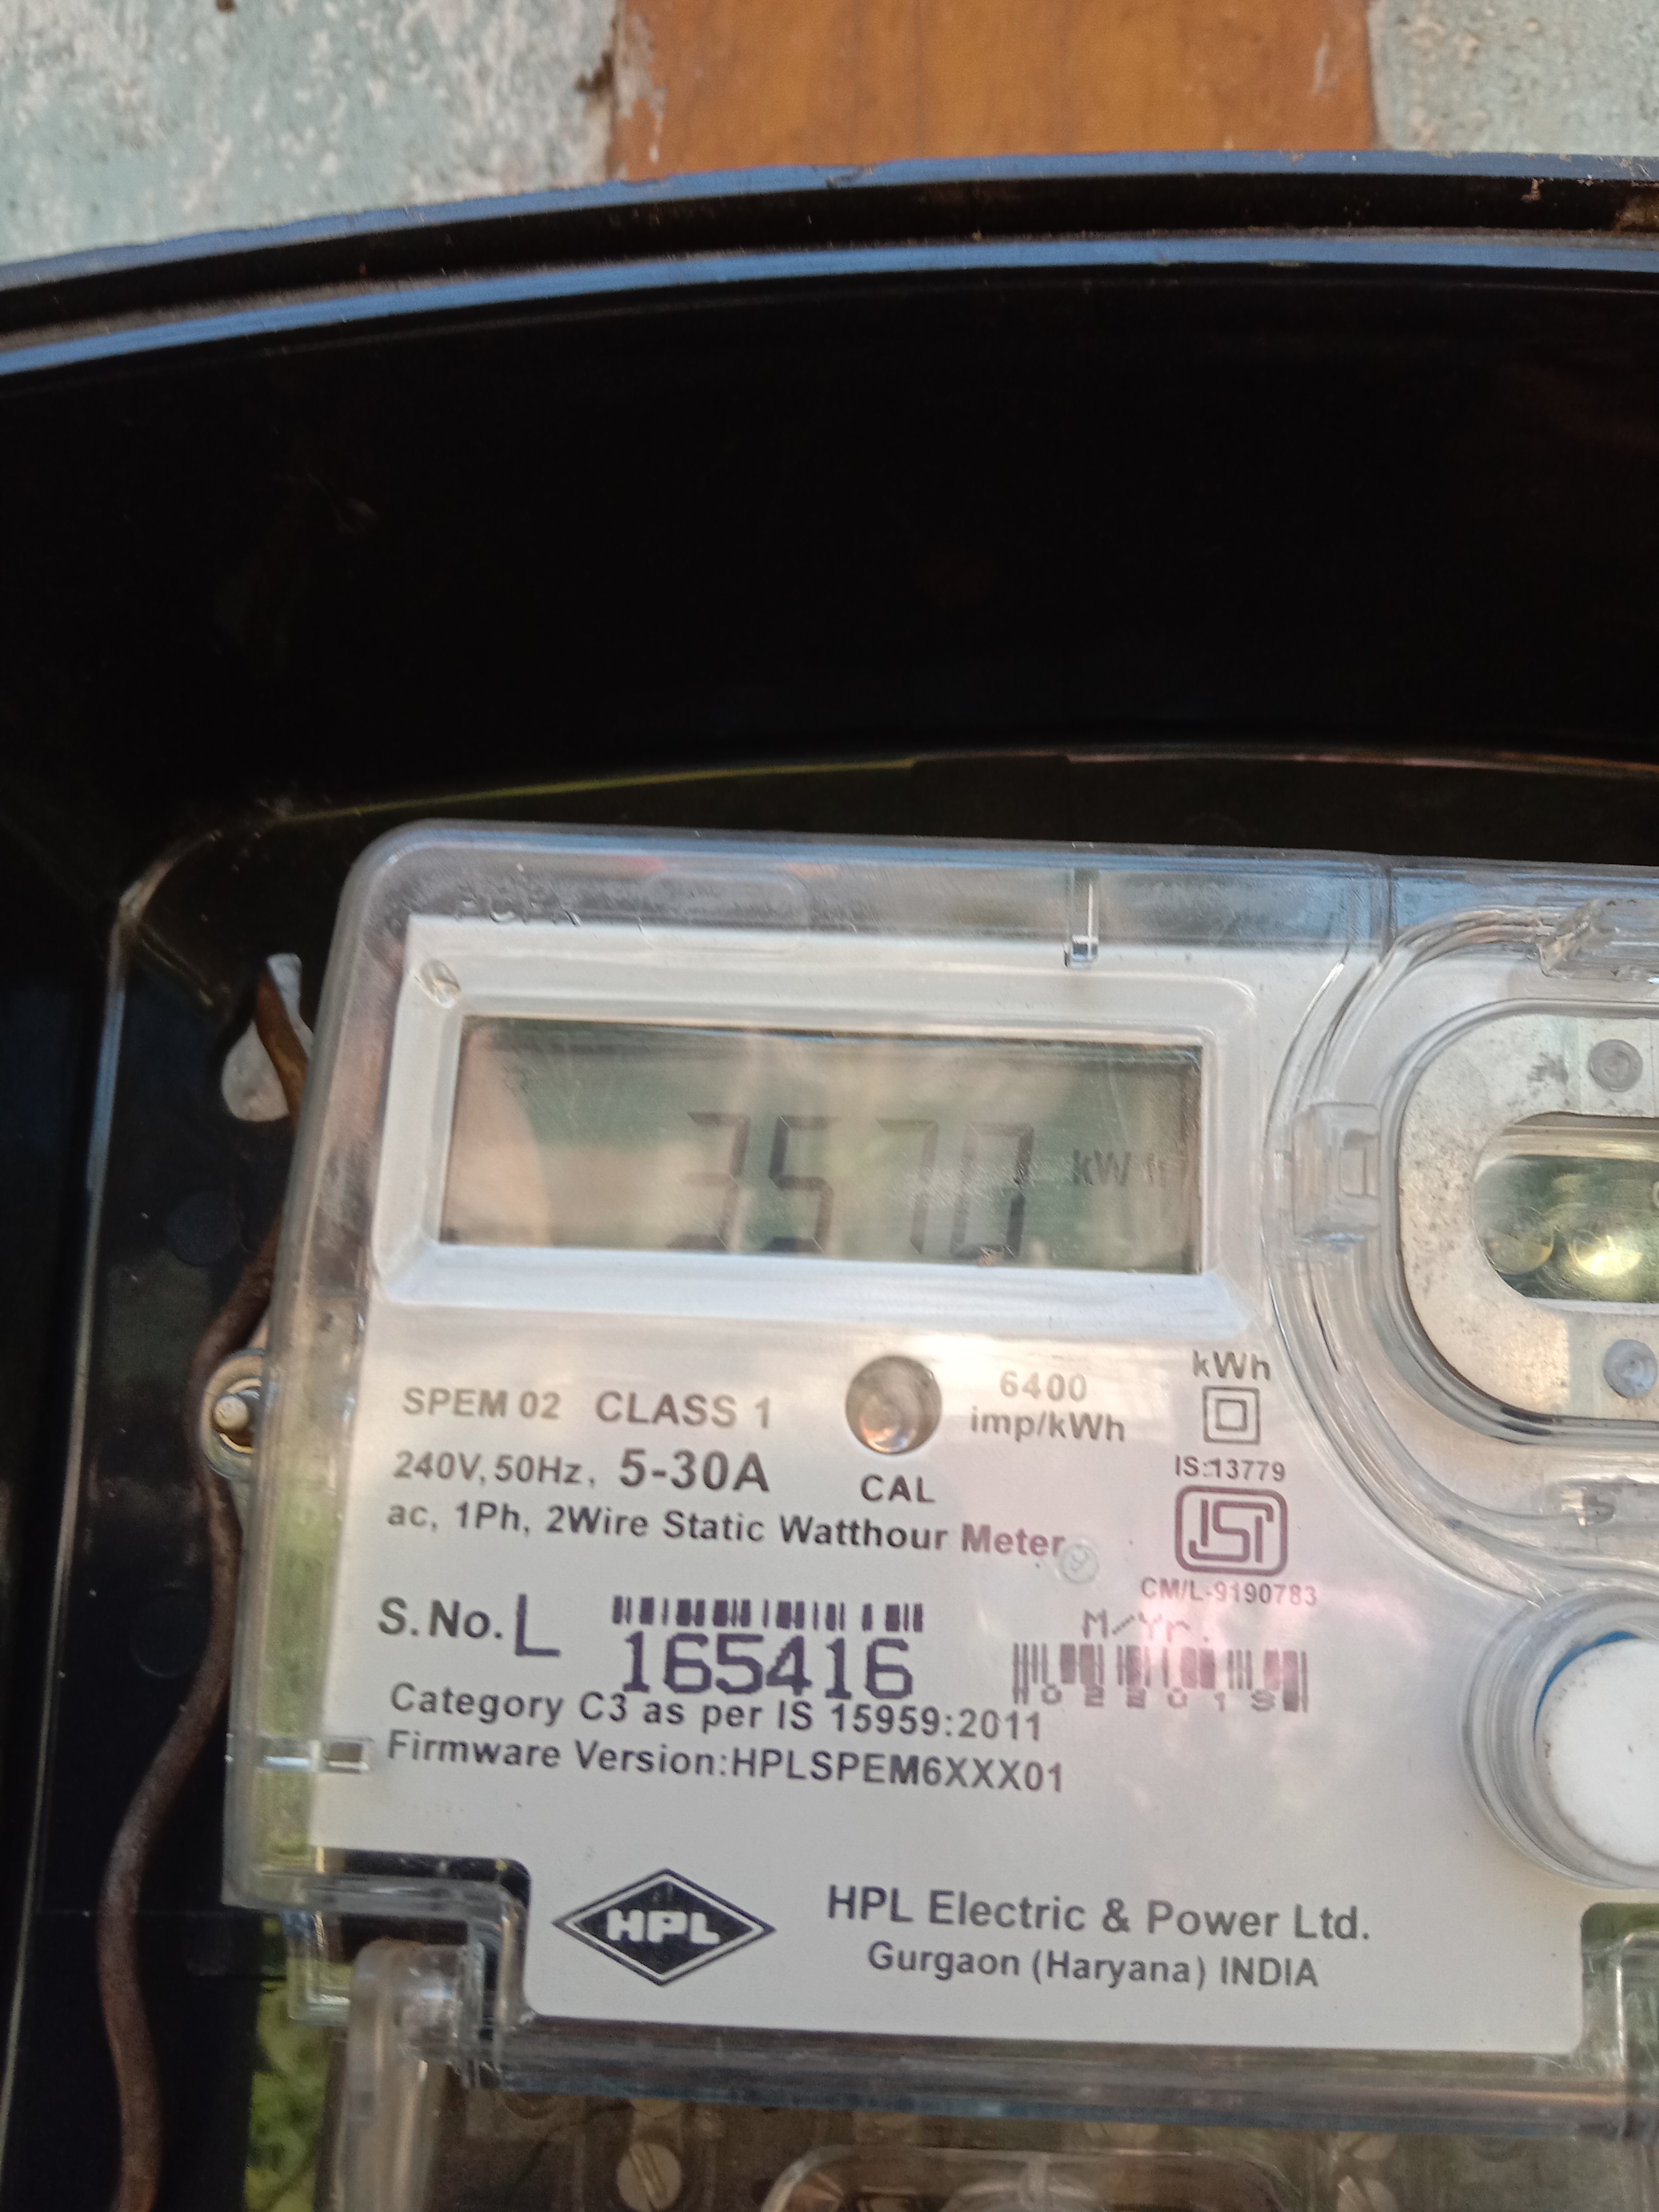 3570 kWh
SPEM 02 CLASS 1
240V, 50Hz, 5-30A
ac, 1Ph, 2Wire Static Watthour Meter
CAL
6400
imp/kWh
kWh
IS:13779
ISI
CM/L-9190783
S.No. L 165416
M-Yr.
Category C3 as per IS 15959:2011
Firmware Version:HPLSPEM6XXX01
HPL
HPL Electric & Power Ltd.
Gurgaon (Haryana) INDIA